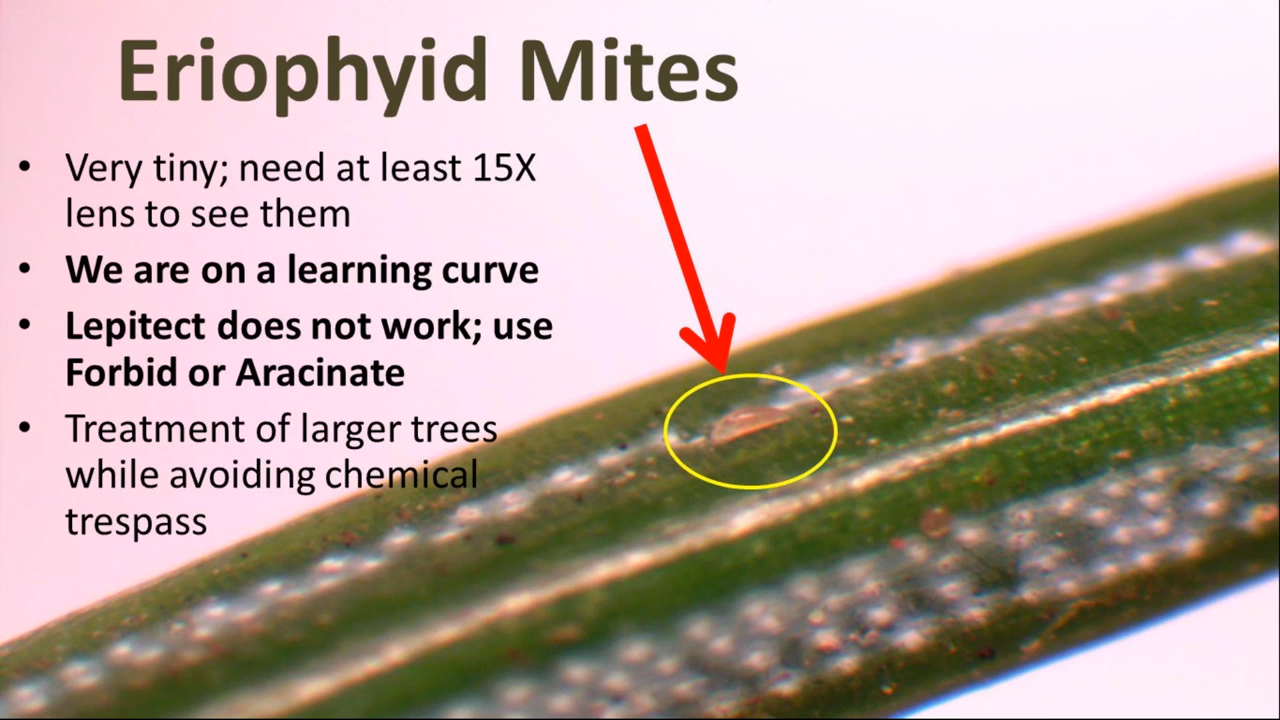 Eriophyid Mites
• Very tiny; need at least 15X
lens to see them
• We are on a learning curve
• Lepitect does not work; use
Forbid or Aracinate
• Treatment of larger trees
while avoiding chemical
trespass